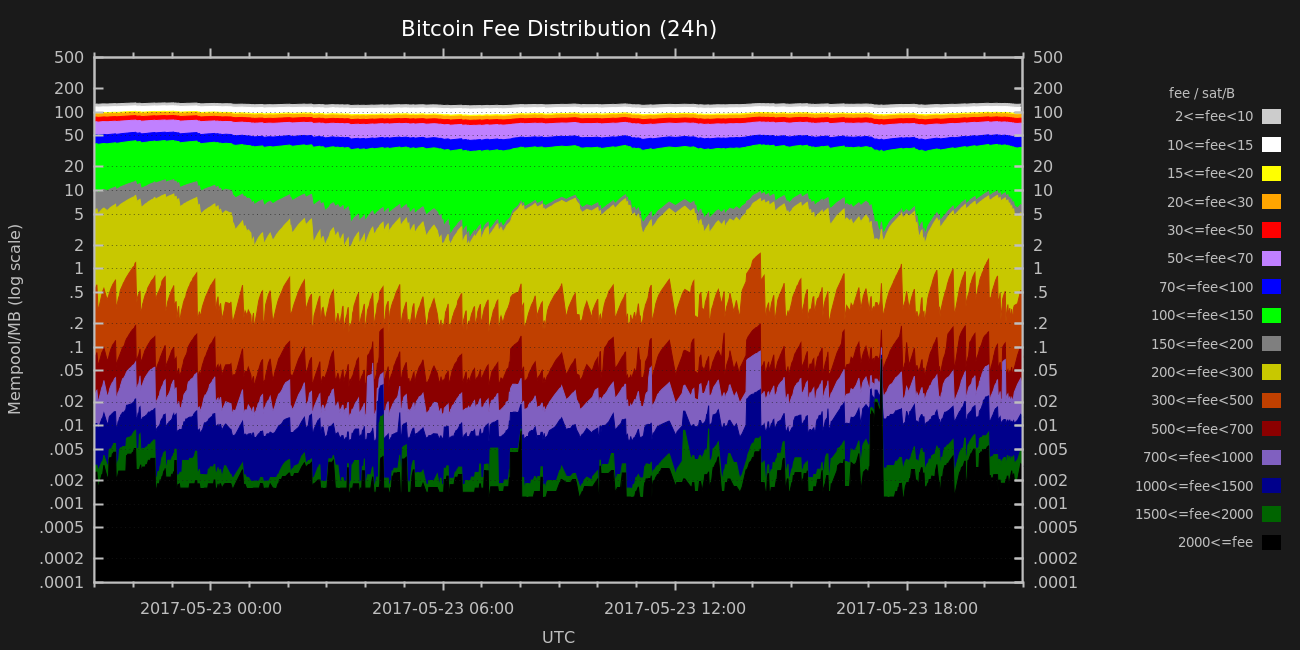 Bitcoin Fee Distribution (24h)
500
200
100
50
20
10
5
2
1
.5
.2
.1
.05
.02
.01
.005
.002
.001
.0005
.0002
.0001
Mempool/MB (log scale)
500
200
100
50
20
10
5
2
1
.5
.2
.1
.05
.02
.01
.005
.002
.001
.0005
.0002
.0001
fee / sat/B
2<=fee<10
10<=fee<15
15<=fee<20
20<=fee<30
30<=fee<50
50<=fee<70
70<=fee<100
100<=fee<150
150<=fee<200
200<=fee<300
300<=fee<500
500<=fee<700
700<=fee<1000
1000<=fee<1500
1500<=fee<2000
2000<=fee
2017-05-23 00:00 2017-05-23 06:00 2017-05-23 12:00 2017-05-23 18:00
UTC